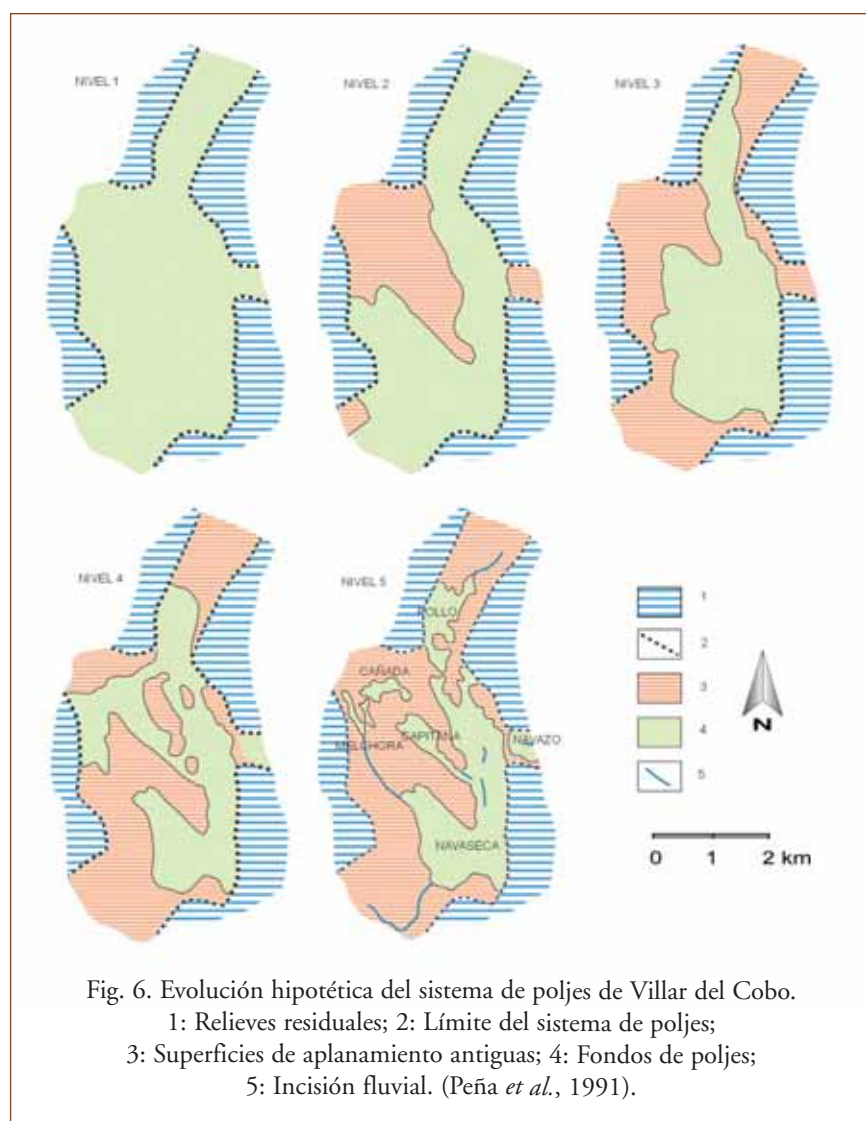 NIVEL 1
NIVEL 2
NIVEL 3
NIVEL 4
NIVEL 5
POLLO
CAÑADA
MELCHORA
CAPITANA
NAVAZO
NAVASECA
1
2
3
4
5
N
0 1 2 km
Fig. 6. Evolución hipotética del sistema de poljes de Villar del Cobo.
1: Relieves residuales; 2: Límite del sistema de poljes;
3: Superficies de aplanamiento antiguas; 4: Fondos de poljes;
5: Incisión fluvial. (Peña et al., 1991).